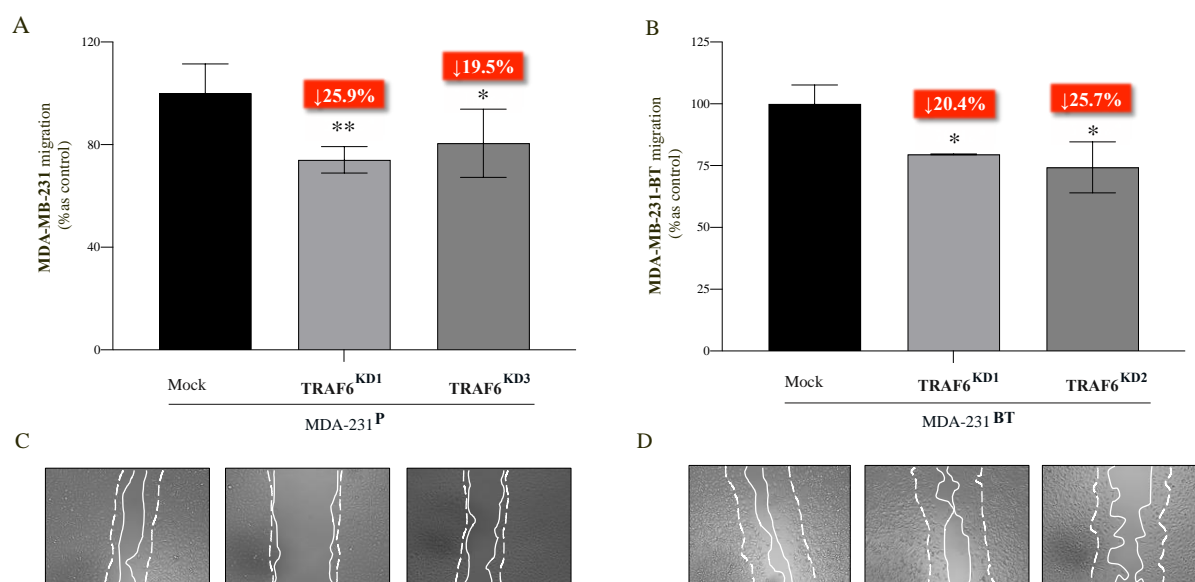 A
MDA-MB-231 migration
(%as control)
120
80
40
0
↓25.9%
**
↓19.5%
*
Mock
TRAF6KD1
TRAF6KD3
MDA-231P
B
MDA-MB-231-BT migration
(%as control)
125
100
75
50
25
0
↓20.4%
*
↓25.7%
*
Mock
TRAF6KD1
TRAF6KD2
MDA-231BT
C
D